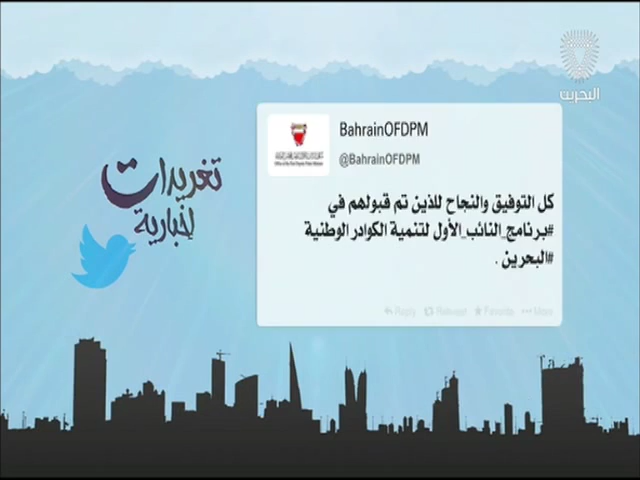 البحرين
تغريدات
إخبارية
BahrainOFDPM
@BahrainOFDPM
كل التوفيق والنجاح للذين تم قبولهم في
#برنامج_النائب_الأول لتنمية الكوادر الوطنية
#البحرين .
Reply Retweet Favorite More